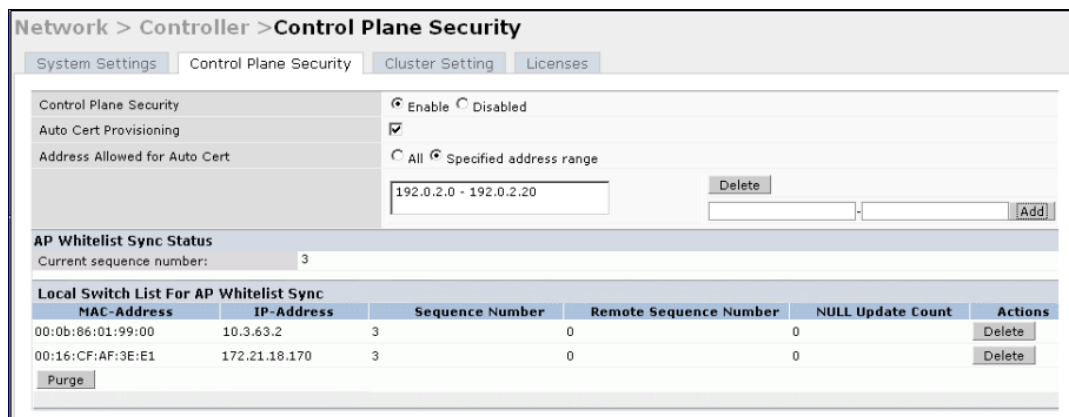 Network > Controller >Control Plane Security
System Settings Control Plane Security Cluster Setting Licenses
Control Plane Security Enable Disabled
Auto Cert Provisioning
Address Allowed for Auto Cert All Specified address range
192.0.2.0 - 192.0.2.20 Delete
- Add
AP Whitelist Sync Status
Current sequence number: 3
Local Switch List For AP Whitelist Sync
MAC-Address IP-Address Sequence Number Remote Sequence Number NULL Update Count Actions
00:0b:86:01:99:00 10.3.63.2 3 0 0 Delete
00:16:CF:AF:3E:E1 172.21.18.170 3 0 0 Delete
Purge